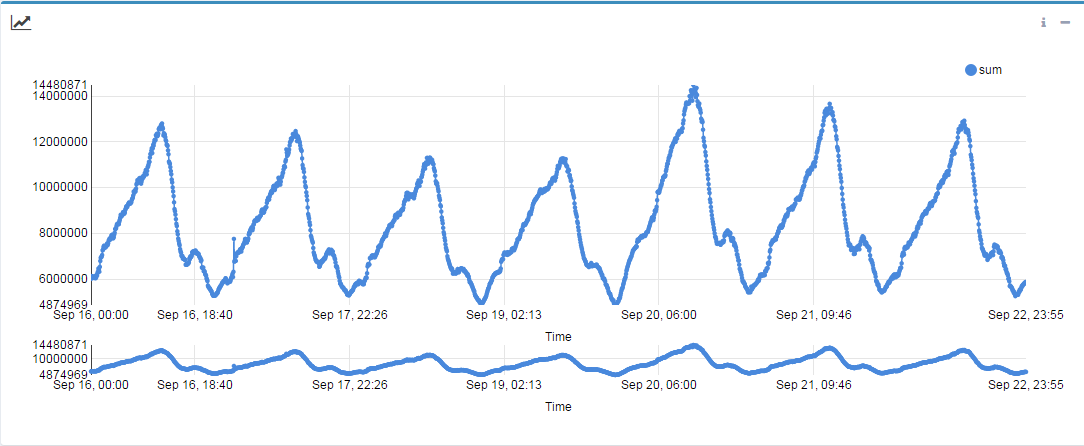 i
sum
14480871
14000000
12000000
10000000
8000000
6000000
4874969
Sep 16, 00:00 Sep 16, 18:40 Sep 17, 22:26 Sep 19, 02:13 Sep 20, 06:00 Sep 21, 09:46 Sep 22, 23:55
Time
14480871
10000000
4874969
Sep 16, 00:00 Sep 16, 18:40 Sep 17, 22:26 Sep 19, 02:13 Sep 20, 06:00 Sep 21, 09:46 Sep 22, 23:55
Time